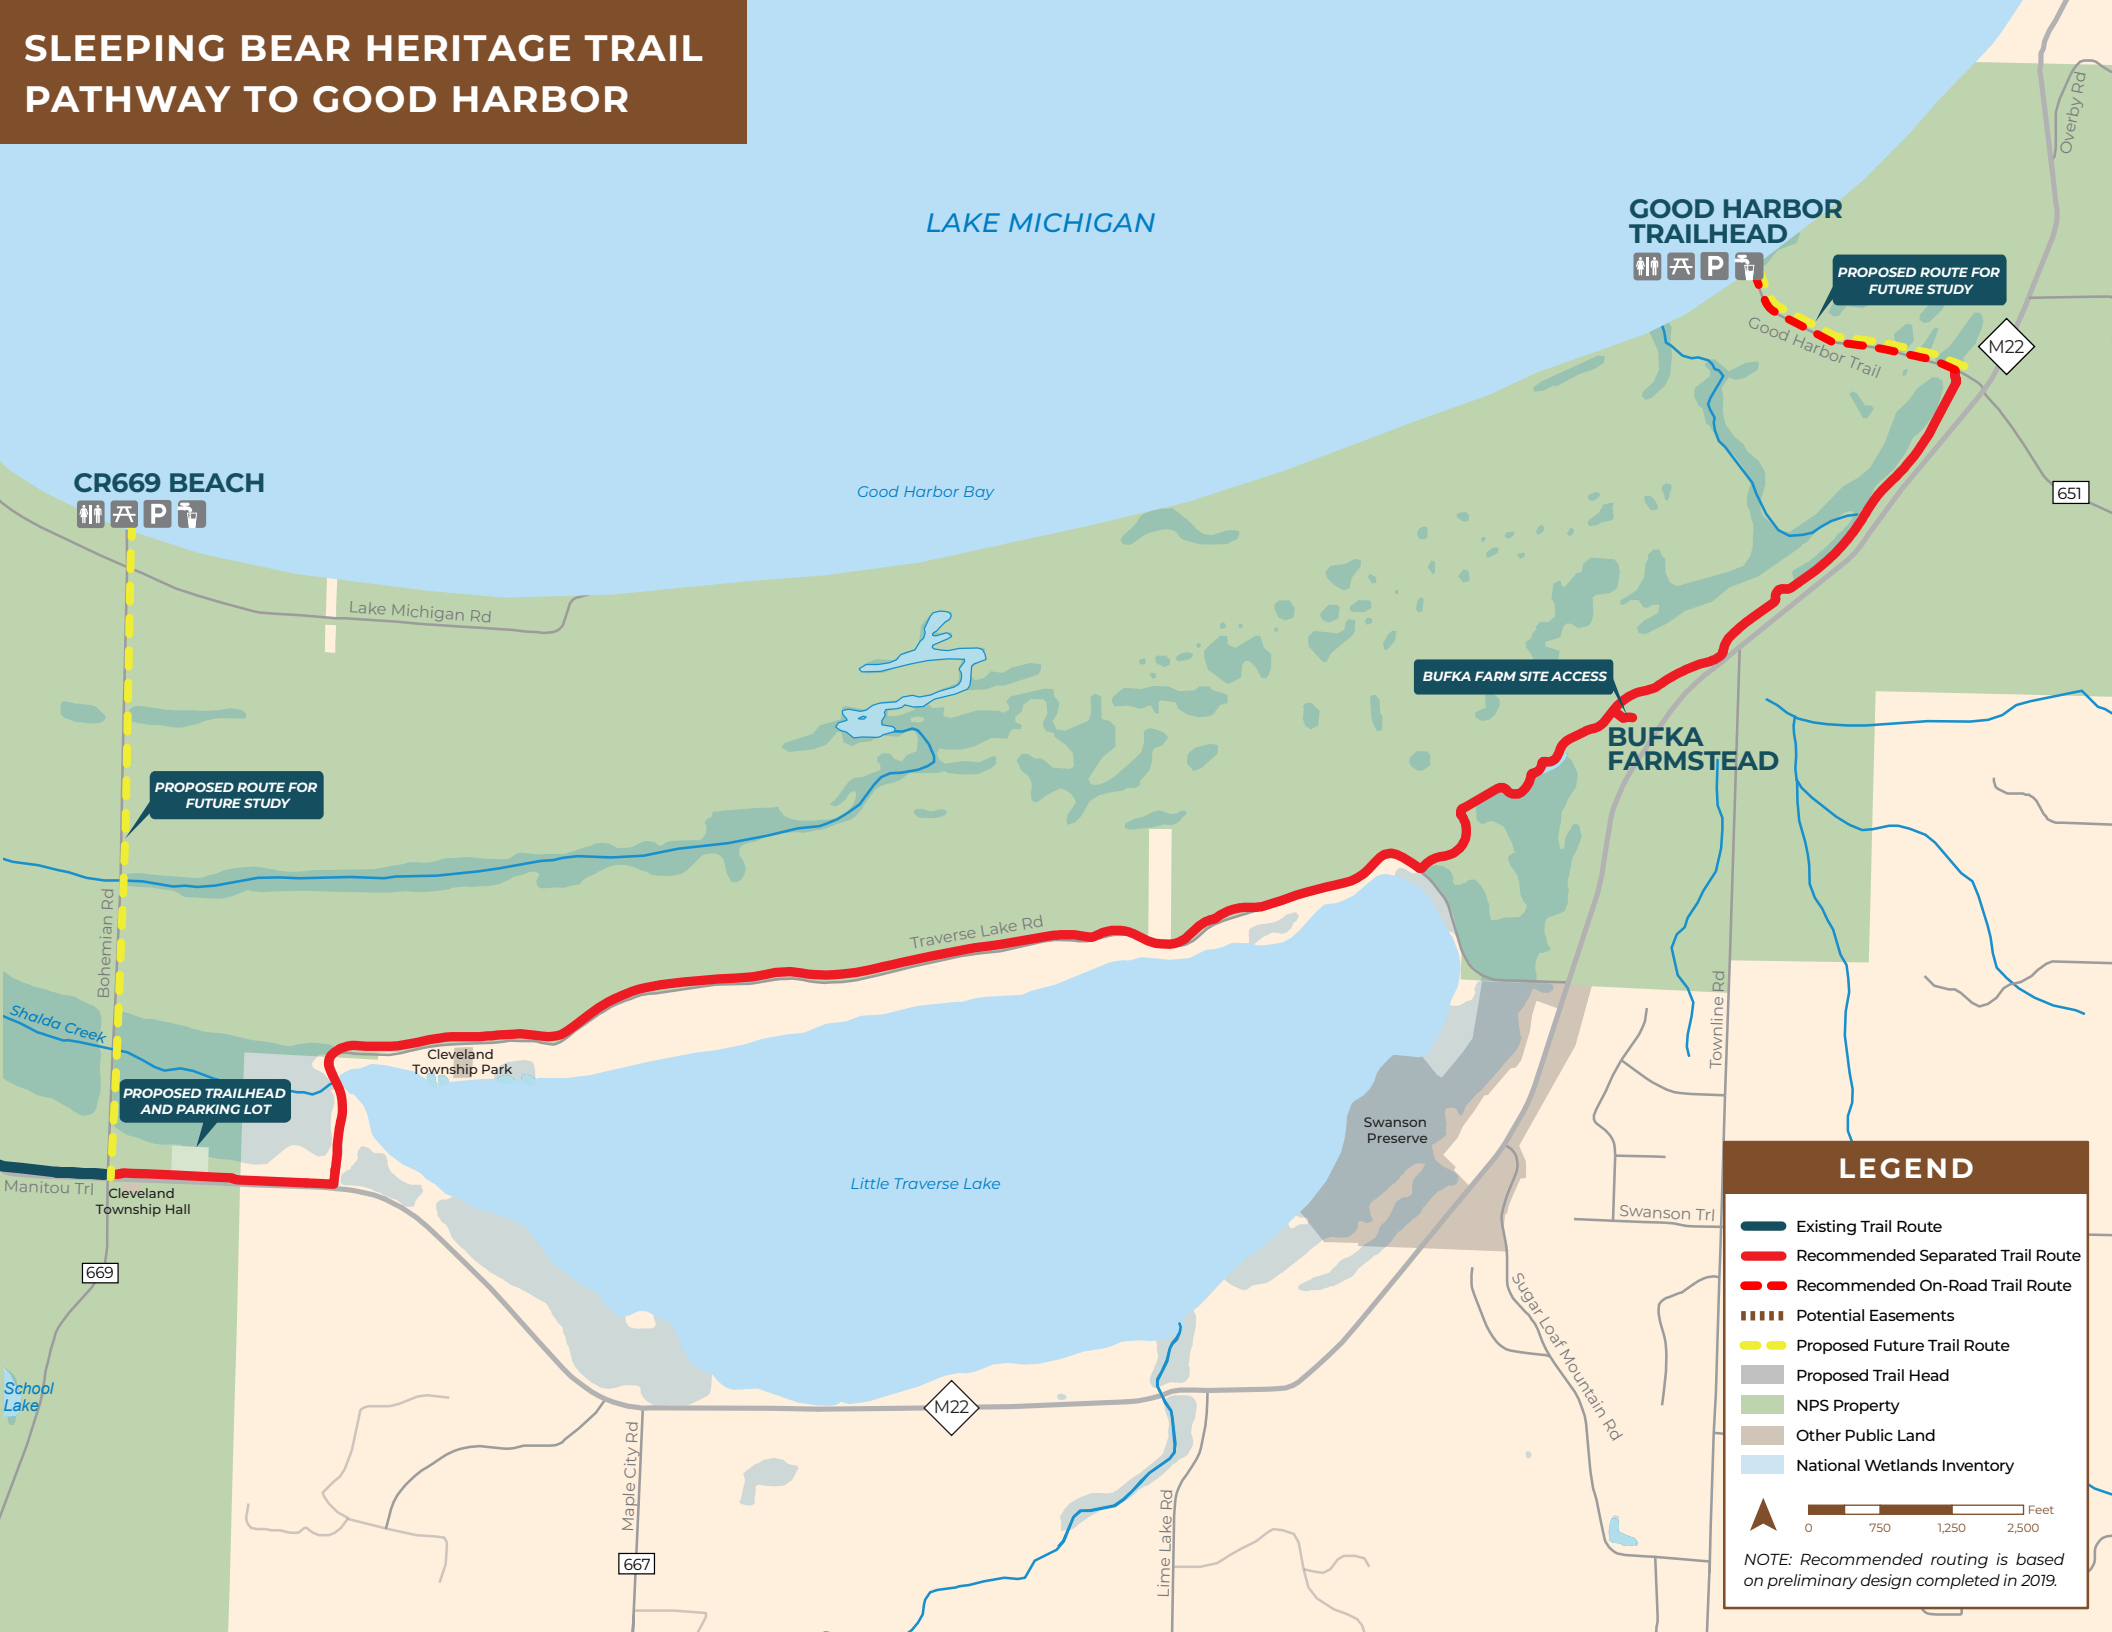 SLEEPING BEAR HERITAGE TRAIL
PATHWAY TO GOOD HARBOR
Overby Rd
LAKE MICHIGAN
GOOD HARBOR
TRAILHEAD
P
PROPOSED ROUTE FOR
FUTURE STUDY
Good Harbor Trail
M22
651
CR669 BEACH
P
Good Harbor Bay
Lake Michigan Rd
BUFKA FARM SITE ACCESS
BUFKA
FARMSTEAD
PROPOSED ROUTE FOR
FUTURE STUDY
Bohemian Rd
Traverse Lake Rd
Shalda Creek
Townline Rd
Cleveland
Township Park
PROPOSED TRAILHEAD
AND PARKING LOT
Swanson
Preserve
Manitou Trl
Cleveland
Township Hall
Little Traverse Lake
Swanson Trl
669
Sugar Loaf Mountain Rd
School
Lake
M22
Maple City Rd
667
Lime Lake Rd
LEGEND
Existing Trail Route
Recommended Separated Trail Route
Recommended On-Road Trail Route
Potential Easements
Proposed Future Trail Route
Proposed Trail Head
NPS Property
Other Public Land
National Wetlands Inventory
Feet
0 750 1,250 2,500
NOTE: Recommended routing is based
on preliminary design completed in 2019.